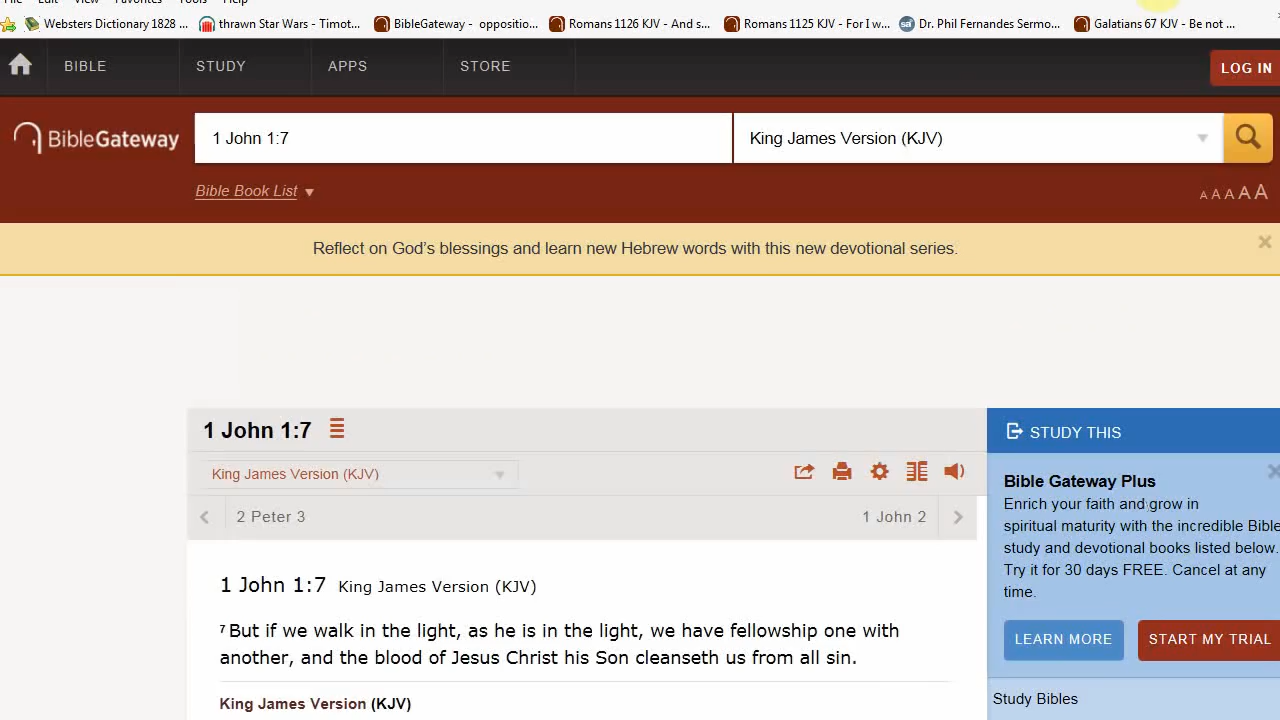 File Edit View Favorites Tools Help
Websters Dictionary 1828 ... thrawn Star Wars - Timot... BibleGateway - oppositio... Romans 1126 KJV - And s... Romans 1125 KJV - For I w... Dr. Phil Fernandes Sermo... Galatians 67 KJV - Be not ...
BIBLE STUDY APPS STORE LOG IN
BibleGateway 1 John 1:7 King James Version (KJV)
Bible Book List A A A A A
Reflect on God's blessings and learn new Hebrew words with this new devotional series.
1 John 1:7
King James Version (KJV)
2 Peter 3 1 John 2
1 John 1:7 King James Version (KJV)
7 But if we walk in the light, as he is in the light, we have fellowship one with
another, and the blood of Jesus Christ his Son cleanseth us from all sin.
King James Version (KJV)
STUDY THIS
Bible Gateway Plus
Enrich your faith and grow in
spiritual maturity with the incredible Bible
study and devotional books listed below.
Try it for 30 days FREE. Cancel at any
time.
LEARN MORE START MY TRIAL
Study Bibles